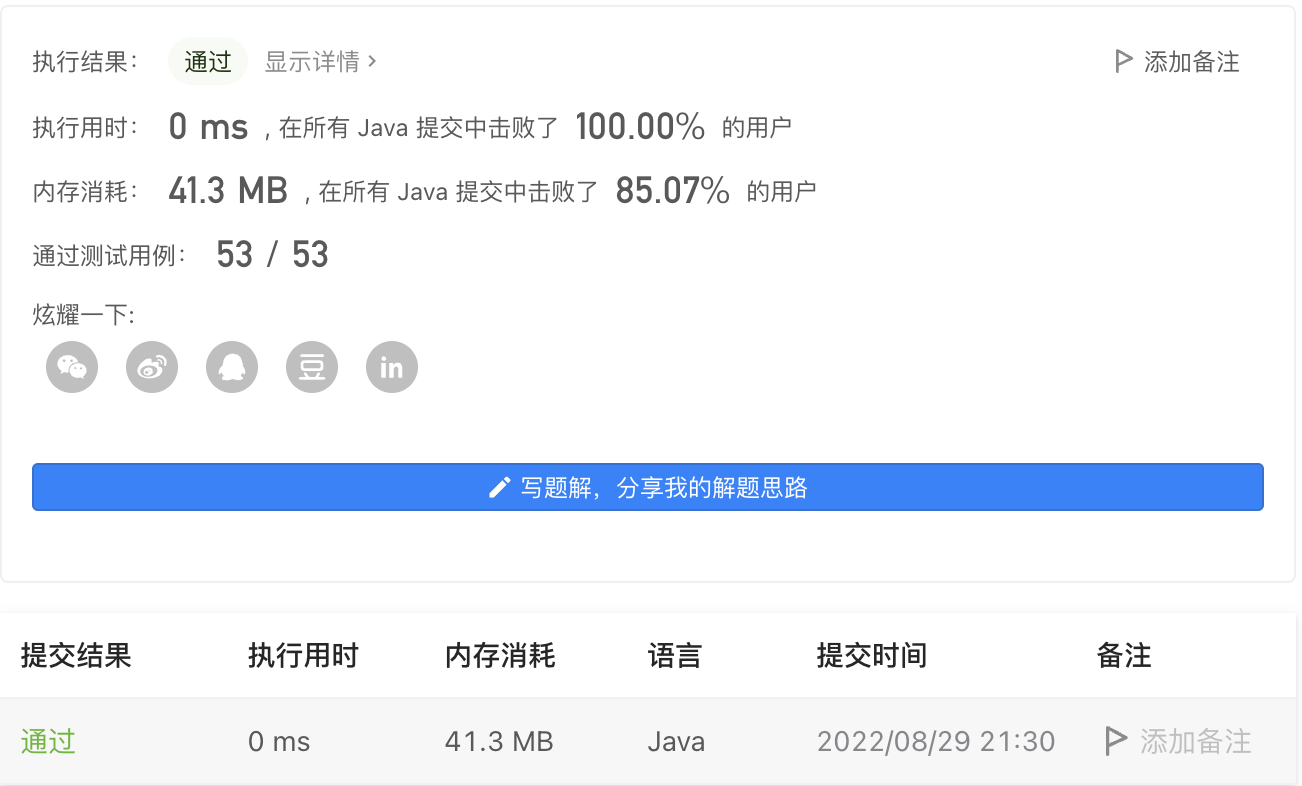 执行结果： 通过 显示详情 › 添加备注
执行用时： 0 ms , 在所有 Java 提交中击败了 100.00% 的用户
内存消耗： 41.3 MB , 在所有 Java 提交中击败了 85.07% 的用户
通过测试用例： 53 / 53
炫耀一下:
豆 in
写题解，分享我的解题思路
提交结果 执行用时 内存消耗 语言 提交时间 备注
通过 0 ms 41.3 MB Java 2022/08/29 21:30 添加备注